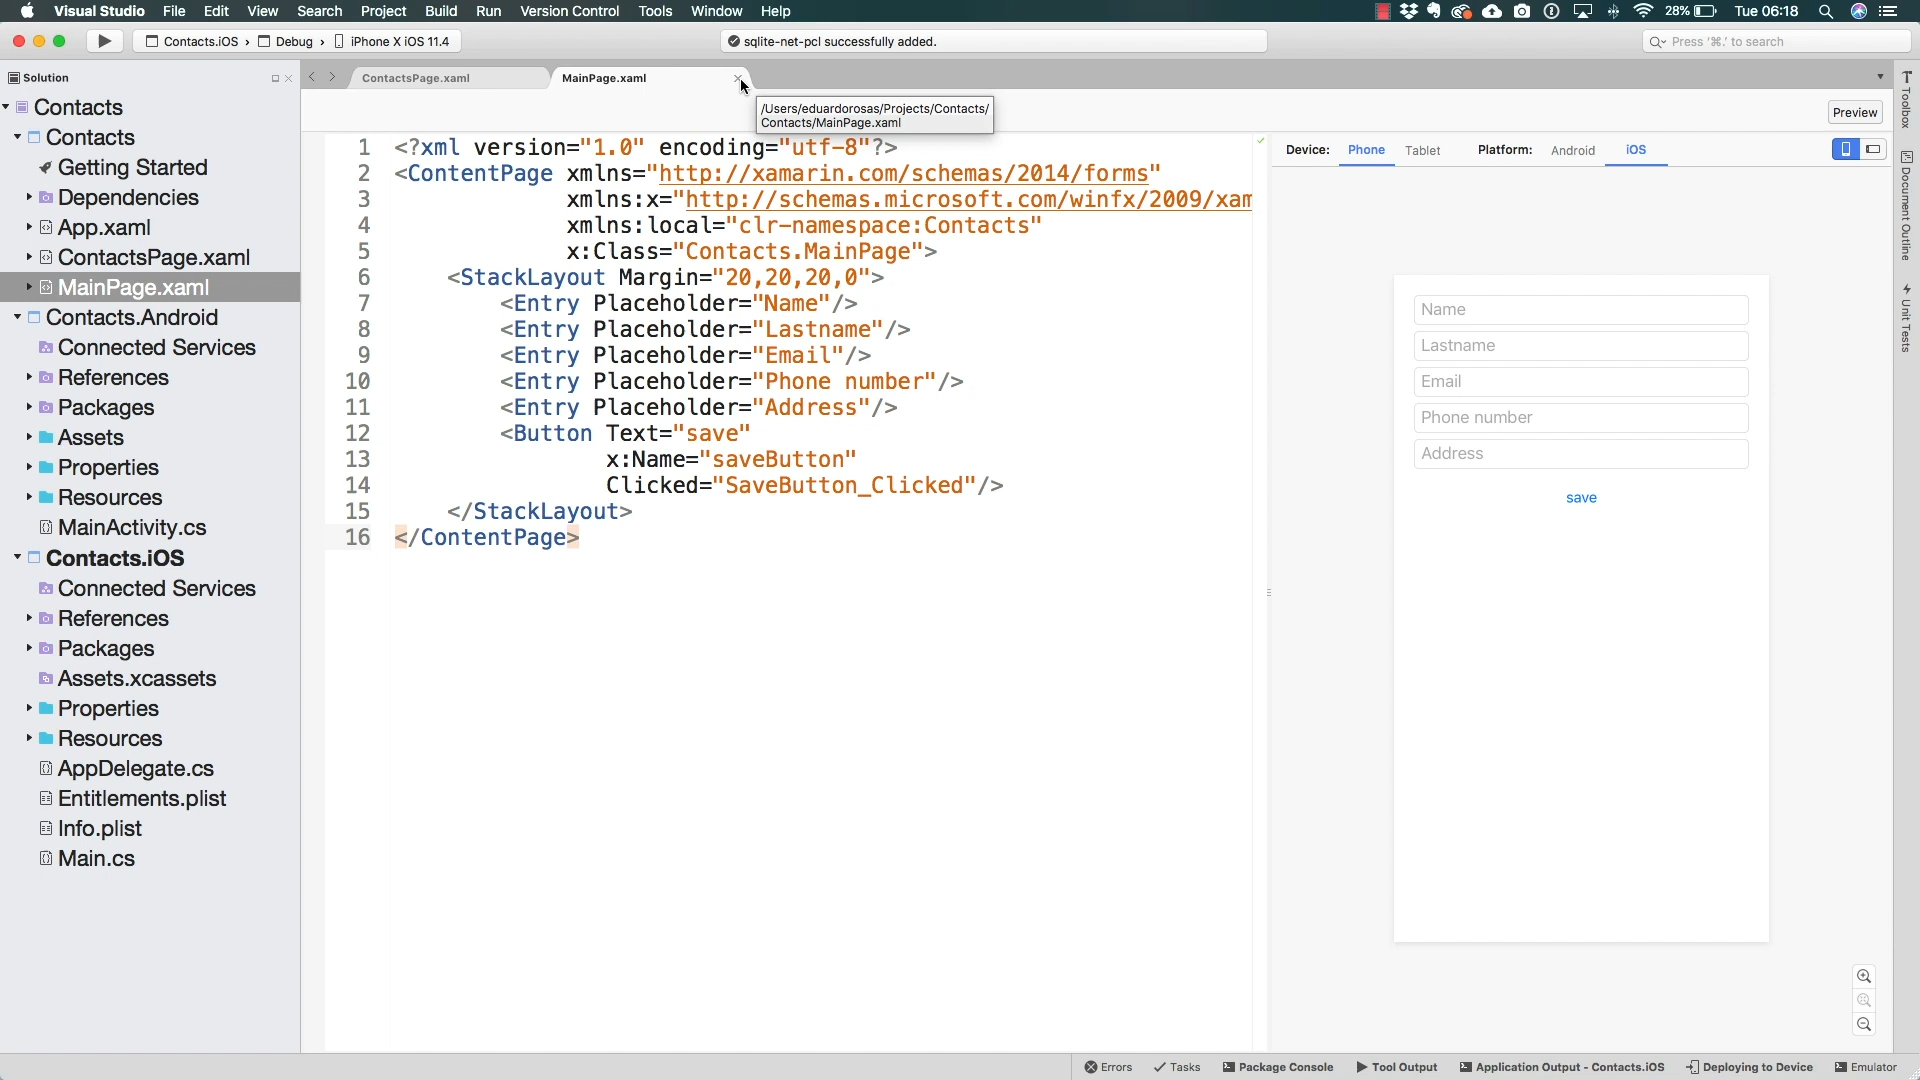 Visual Studio File Edit View Search Project Build Run Version Control Tools Window Help
28% Tue 06:18
Contacts.iOS › Debug › iPhone X iOS 11.4
sqlite-net-pcl successfully added.
Press '⌘.' to search
Solution
ContactsPage.xaml
MainPage.xaml
/Users/eduardorosas/Projects/Contacts/
Contacts/MainPage.xaml
Preview
Contacts
Contacts
Getting Started
Dependencies
App.xaml
ContactsPage.xaml
MainPage.xaml
Contacts.Android
Connected Services
References
Packages
Assets
Properties
Resources
MainActivity.cs
Contacts.iOS
Connected Services
References
Packages
Assets.xcassets
Properties
Resources
AppDelegate.cs
Entitlements.plist
Info.plist
Main.cs
1 <?xml version="1.0" encoding="utf-8"?>
2 <ContentPage xmlns="http://xamarin.com/schemas/2014/forms"
3 xmlns:x="http://schemas.microsoft.com/winfx/2009/xam
4 xmlns:local="clr-namespace:Contacts"
5 x:Class="Contacts.MainPage">
6 <StackLayout Margin="20,20,20,0">
7 <Entry Placeholder="Name"/>
8 <Entry Placeholder="Lastname"/>
9 <Entry Placeholder="Email"/>
10 <Entry Placeholder="Phone number"/>
11 <Entry Placeholder="Address"/>
12 <Button Text="save"
13 x:Name="saveButton"
14 Clicked="SaveButton_Clicked"/>
15 </StackLayout>
16 </ContentPage>
Device: Phone Tablet Platform: Android iOS
Name
Lastname
Email
Phone number
Address
save
Toolbox
Document Outline
Unit Tests
Errors Tasks Package Console Tool Output Application Output - Contacts.iOS Deploying to Device Emulator